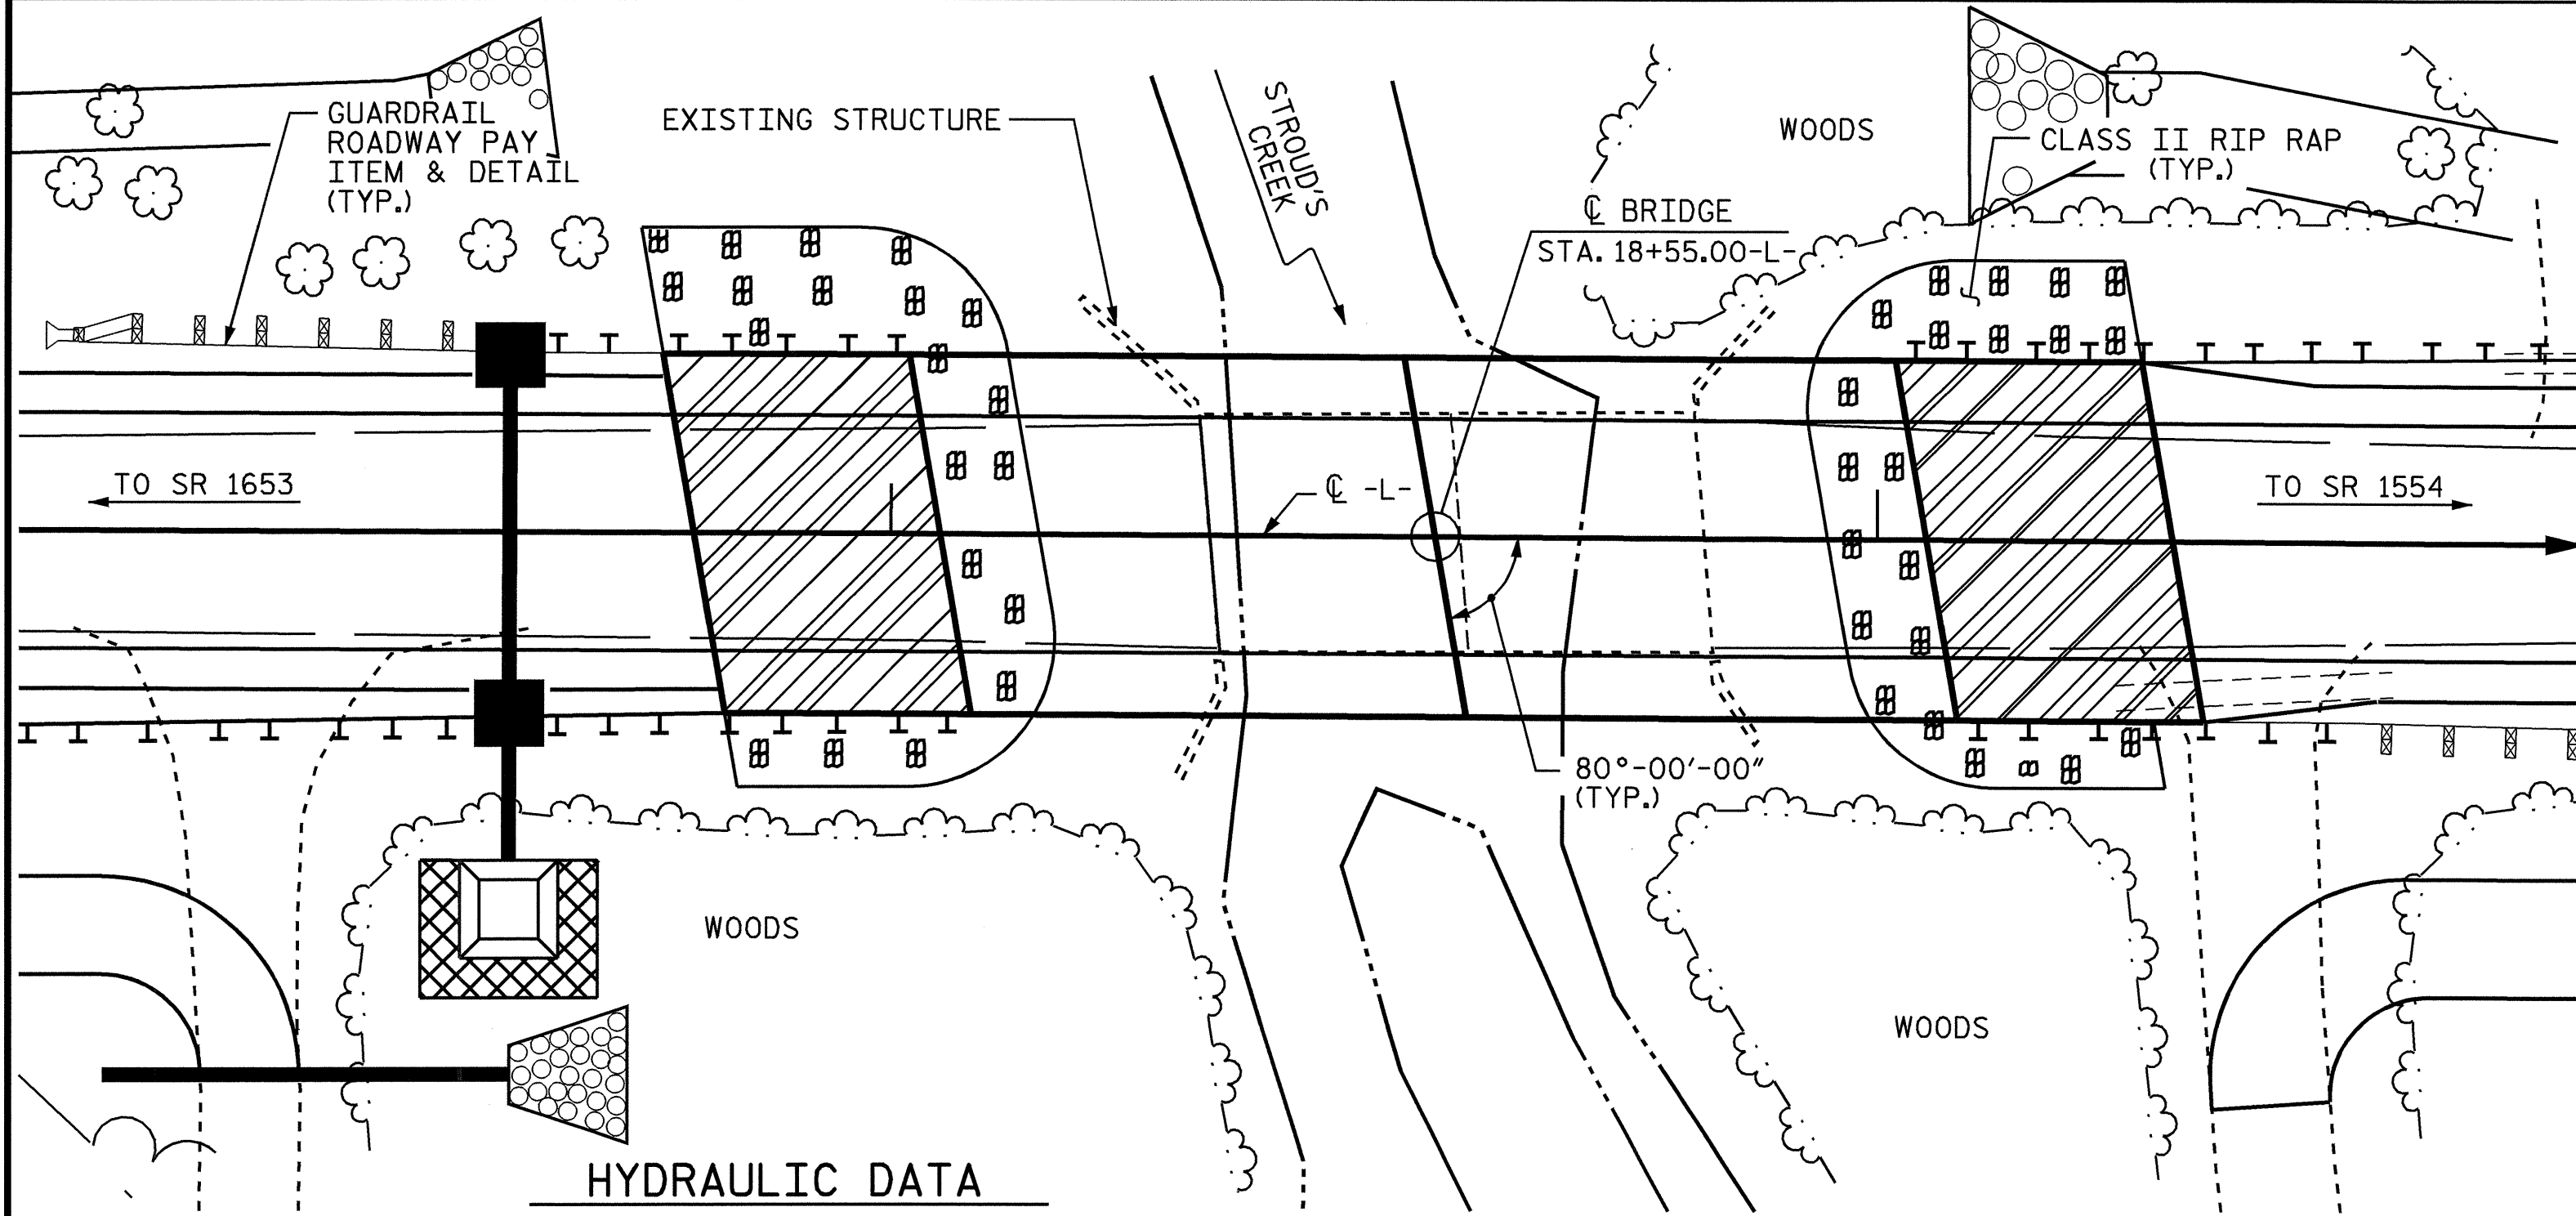 GUARDRAIL
ROADWAY PAY
ITEM & DETAIL
(TYP.)
EXISTING STRUCTURE
STROUD'S
CREEK
WOODS
CLASS II RIP RAP
(TYP.)
℄ BRIDGE
STA. 18+55.00-L-
TO SR 1653
℄ -L-
TO SR 1554
80°-00'-00"
(TYP.)
WOODS
WOODS
HYDRAULIC DATA